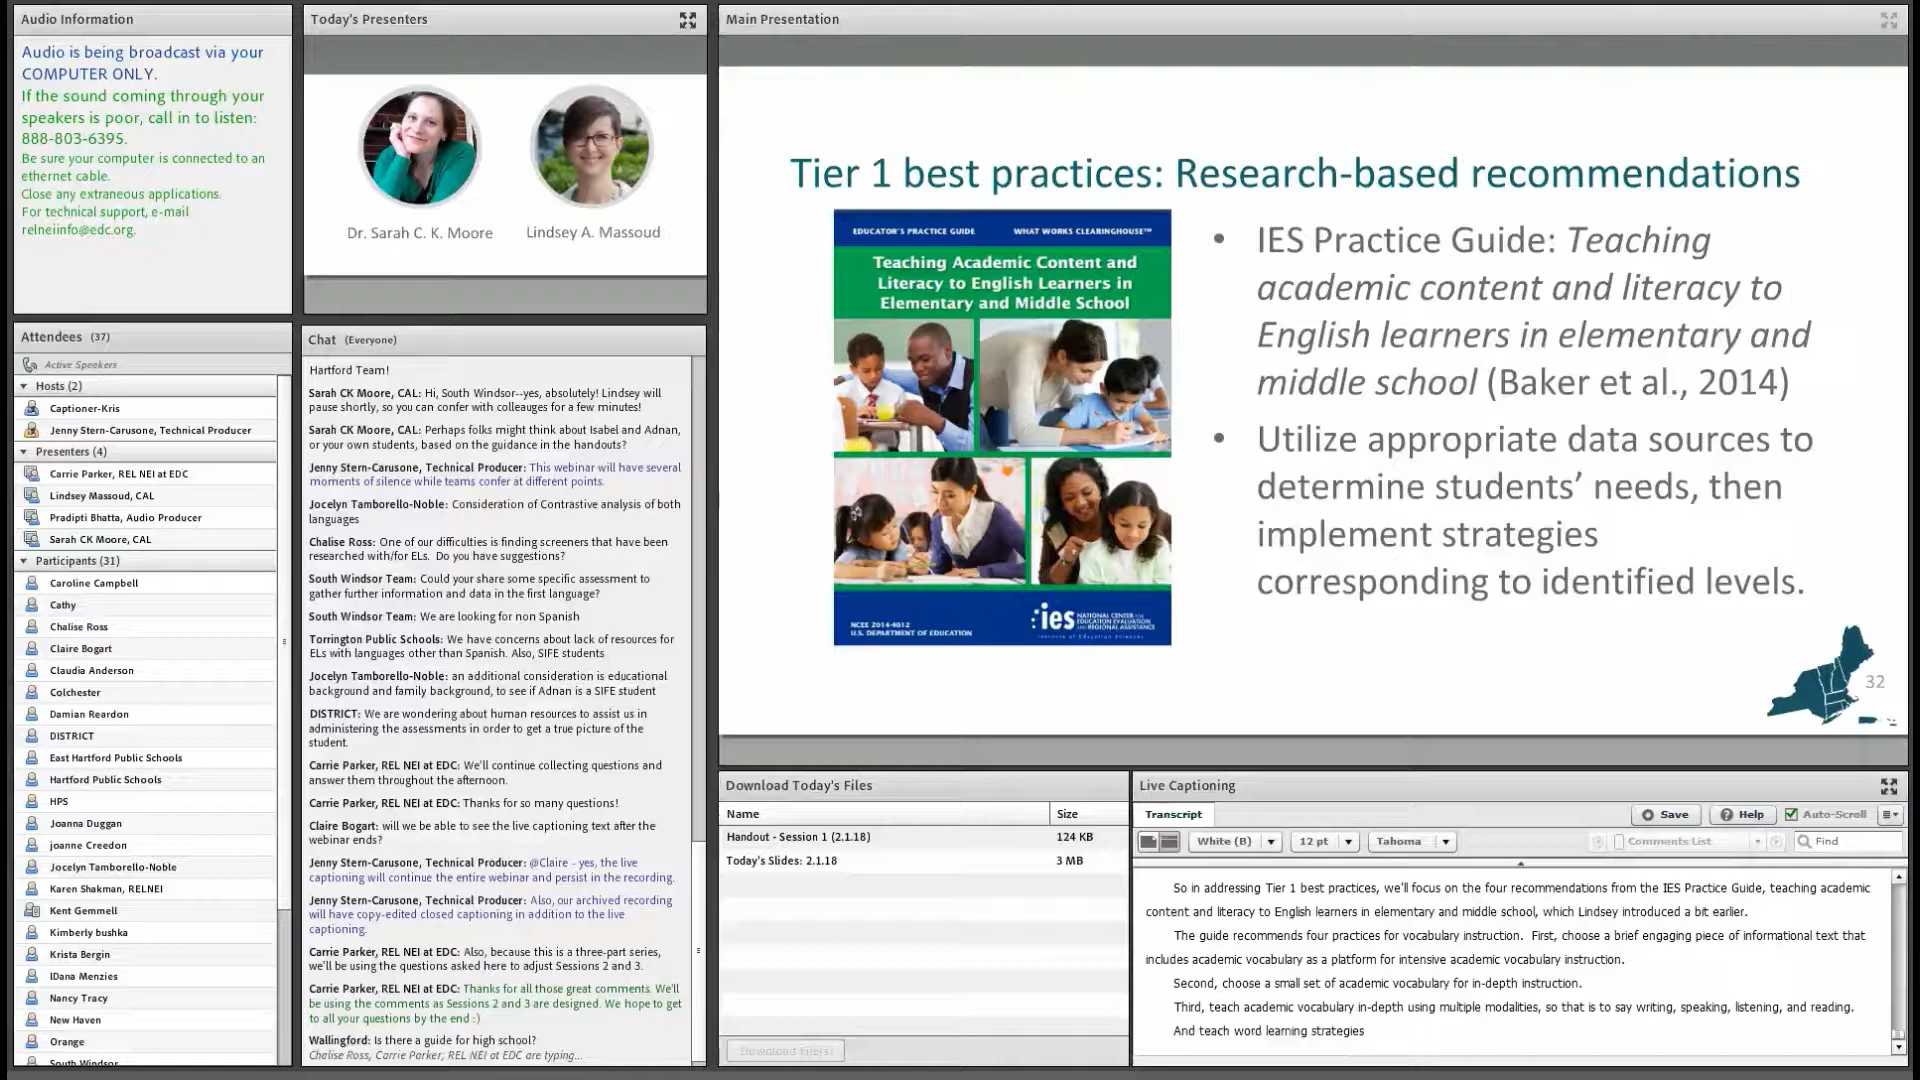 Audio Information
Audio is being broadcast via your
COMPUTER ONLY.
If the sound coming through your
speakers is poor, call in to listen:
888-803-6395.
Be sure your computer is connected to an
ethernet cable.
Close any extraneous applications.
For technical support, e-mail
relneiinfo@edc.org.
Today's Presenters
Dr. Sarah C. K. Moore
Lindsey A. Massoud
Attendees (37)
Active Speakers
Hosts (2)
Captioner-Kris
Jenny Stern-Carusone, Technical Producer
Presenters (4)
Carrie Parker, REL NEI at EDC
Lindsey Massoud, CAL
Pradipti Bhatta, Audio Producer
Sarah CK Moore, CAL
Participants (31)
Caroline Campbell
Cathy
Chalise Ross
Claire Bogart
Claudia Anderson
Colchester
Damian Reardon
DISTRICT
East Hartford Public Schools
Hartford Public Schools
HPS
Joanna Duggan
joanne Creedon
Jocelyn Tamborello-Noble
Karen Shakman, RELNEI
Kent Gemmell
Kimberly bushka
Krista Bergin
lDana Menzies
Nancy Tracy
New Haven
Orange
South Windsor
Chat (Everyone)
Hartford Team!
Sarah CK Moore, CAL: Hi, South Windsor--yes, absolutely! Lindsey will
pause shortly, so you can confer with colleauges for a few minutes!
Sarah CK Moore, CAL: Perhaps folks might think about Isabel and Adnan,
or your own students, based on the guidance in the handouts?
Jenny Stern-Carusone, Technical Producer: This webinar will have several
moments of silence while teams confer at different points.
Jocelyn Tamborello-Noble: Consideration of Contrastive analysis of both
languages
Chalise Ross: One of our difficulties is finding screeners that have been
researched with/for ELs. Do you have suggestions?
South Windsor Team: Could your share some specific assessment to
gather further information and data in the first language?
South Windsor Team: We are looking for non Spanish
Torrington Public Schools: We have concerns about lack of resources for
ELs with languages other than Spanish. Also, SIFE students
Jocelyn Tamborello-Noble: an additional consideration is educational
background and family background, to see if Adnan is a SIFE student
DISTRICT: We are wondering about human resources to assist us in
administering the assessments in order to get a true picture of the
student.
Carrie Parker, REL NEI at EDC: We'll continue collecting questions and
answer them throughout the afternoon.
Carrie Parker, REL NEI at EDC: Thanks for so many questions!
Claire Bogart: will we be able to see the live captioning text after the
webinar ends?
Jenny Stern-Carusone, Technical Producer: @Claire - yes, the live
captioning will continue the entire webinar and persist in the recording.
Jenny Stern-Carusone, Technical Producer: Also, our archived recording
will have copy-edited closed captioning in addition to the live
captioning.
Carrie Parker, REL NEI at EDC: Also, because this is a three-part series,
we'll be using the questions asked here to adjust Sessions 2 and 3.
Carrie Parker, REL NEI at EDC: Thanks for all those great comments. We'll
be using the comments as Sessions 2 and 3 are designed. We hope to get
to all your questions by the end :)
Wallingford: Is there a guide for high school?
Chalise Ross, Carrie Parker, REL NEI at EDC are typing...
Main Presentation
Tier 1 best practices: Research-based recommendations
EDUCATOR'S PRACTICE GUIDE
WHAT WORKS CLEARINGHOUSE™
Teaching Academic Content and
Literacy to English Learners in
Elementary and Middle School
NCEE 2014-4012
U.S. DEPARTMENT OF EDUCATION
ies NATIONAL CENTER FOR
EDUCATION EVALUATION
AND REGIONAL ASSISTANCE
Institute of Education Sciences
• IES Practice Guide: Teaching
academic content and literacy to
English learners in elementary and
middle school (Baker et al., 2014)
• Utilize appropriate data sources to
determine students' needs, then
implement strategies
corresponding to identified levels.
32
Download Today's Files
Name Size
Handout - Session 1 (2.1.18) 124 KB
Today's Slides: 2.1.18 3 MB
Download File(s)
Live Captioning
Transcript
Save
Help
Auto-Scroll
White (B)
12 pt
Tahoma
Comments List
Find
So in addressing Tier 1 best practices, we'll focus on the four recommendations from the IES Practice Guide, teaching academic
content and literacy to English learners in elementary and middle school, which Lindsey introduced a bit earlier.
The guide recommends four practices for vocabulary instruction. First, choose a brief engaging piece of informational text that
includes academic vocabulary as a platform for intensive academic vocabulary instruction.
Second, choose a small set of academic vocabulary for in-depth instruction.
Third, teach academic vocabulary in-depth using multiple modalities, so that is to say writing, speaking, listening, and reading.
And teach word learning strategies